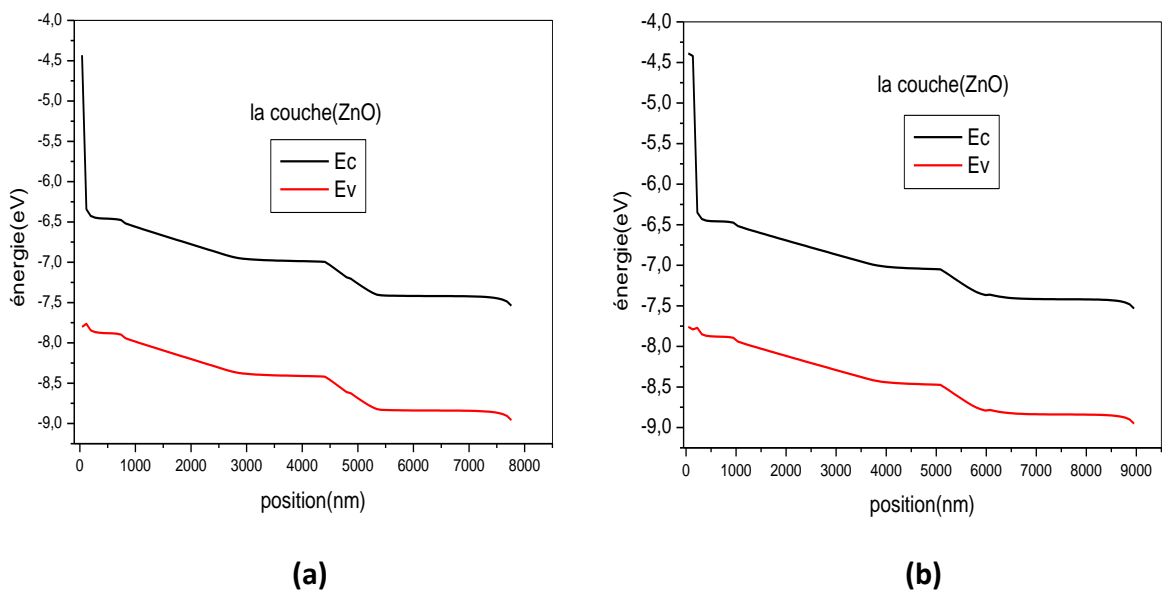 -4,0
-4,5
-5,0
-5,5
-6,0
-6,5
-7,0
-7,5
-8,0
-8,5
-9,0
énergie(eV)
la couche(ZnO)
Ec
Ev
0 1000 2000 3000 4000 5000 6000 7000 8000
position(nm)
(a)
-4,0
-4,5
-5,0
-5,5
-6,0
-6,5
-7,0
-7,5
-8,0
-8,5
-9,0
énergie(eV)
la couche(ZnO)
Ec
Ev
0 1000 2000 3000 4000 5000 6000 7000 8000 9000
position(nm)
(b)